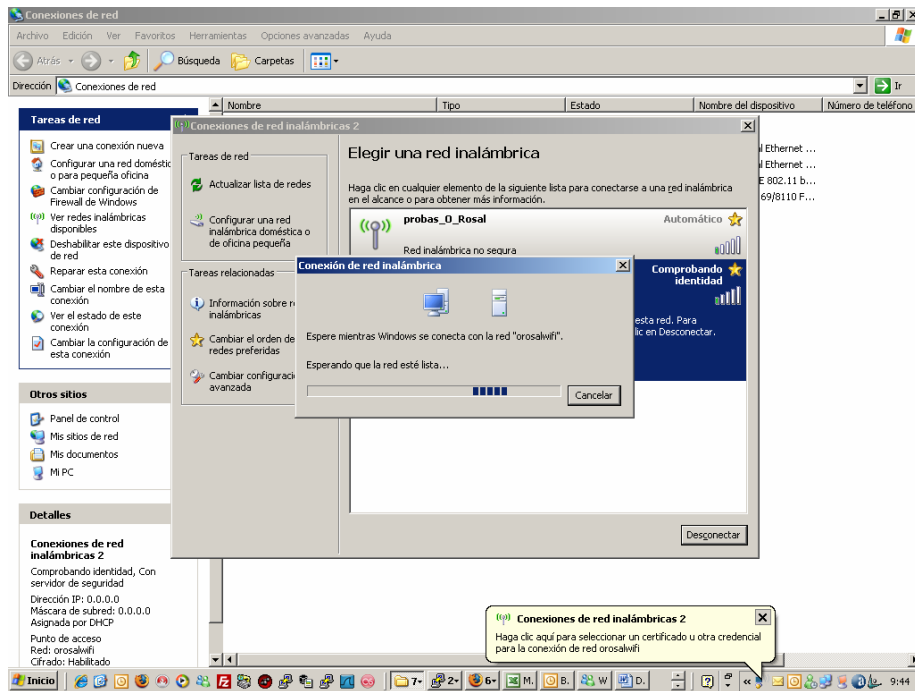 Conexiones de red
Archivo Edición Ver Favoritos Herramientas Opciones avanzadas Ayuda
Atrás Búsqueda Carpetas
Dirección Conexiones de red Ir
Nombre Tipo Estado Nombre del dispositivo Número de teléfono
Tareas de red
Crear una conexión nueva
Configurar una red doméstic
o para pequeña oficina
Cambiar configuración de
Firewall de Windows
Ver redes inalámbricas
disponibles
Deshabilitar este dispositivo
de red
Reparar esta conexión
Cambiar el nombre de esta
conexión
Ver el estado de este
conexión
Cambiar la configuración de
esta conexión
Otros sitios
Panel de control
Mis sitios de red
Mis documentos
Mi PC
Detalles
Conexiones de red
inalámbricas 2
Comprobando identidad, Con
servidor de seguridad
Dirección IP: 0.0.0.0
Máscara de subred: 0.0.0.0
Asignada por DHCP
Punto de acceso
Red: orosalwifi
Cifrado: Habilitado
Conexiones de red inalámbricas 2
Tareas de red
Actualizar lista de redes
Configurar una red
inalámbrica doméstica o
de oficina pequeña
Tareas relacionadas
Información sobre r
inalámbricas
Cambiar el orden de
redes preferidas
Cambiar configuraci
avanzada
Elegir una red inalámbrica
Haga clic en cualquier elemento de la siguiente lista para conectarse a una red inalámbrica
en el alcance o para obtener más información.
probas_O_Rosal Automático
Red inalámbrica no segura
Comprobando
identidad
esta red. Para
lic en Desconectar.
Desconectar
l Ethernet ...
l Ethernet ...
E 802.11 b...
69/8110 F...
Conexión de red inalámbrica
Espere mientras Windows se conecta con la red "orosalwifi".
Esperando que la red esté lista...
Cancelar
Conexiones de red inalámbricas 2
Haga clic aquí para seleccionar un certificado u otra credencial
para la conexión de red orosalwifi
Inicio 7 2 6 M. B. W D. 9:44